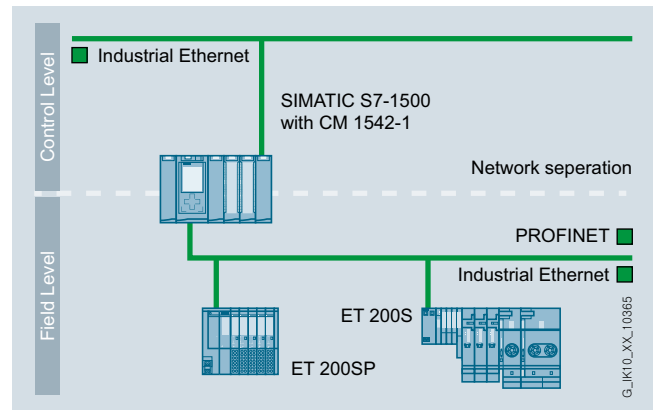 Control Level
Industrial Ethernet
SIMATIC S7-1500
with CM 1542-1
Network seperation
Field Level
PROFINET
Industrial Ethernet
ET 200S
ET 200SP
G_IK10_XX_10365